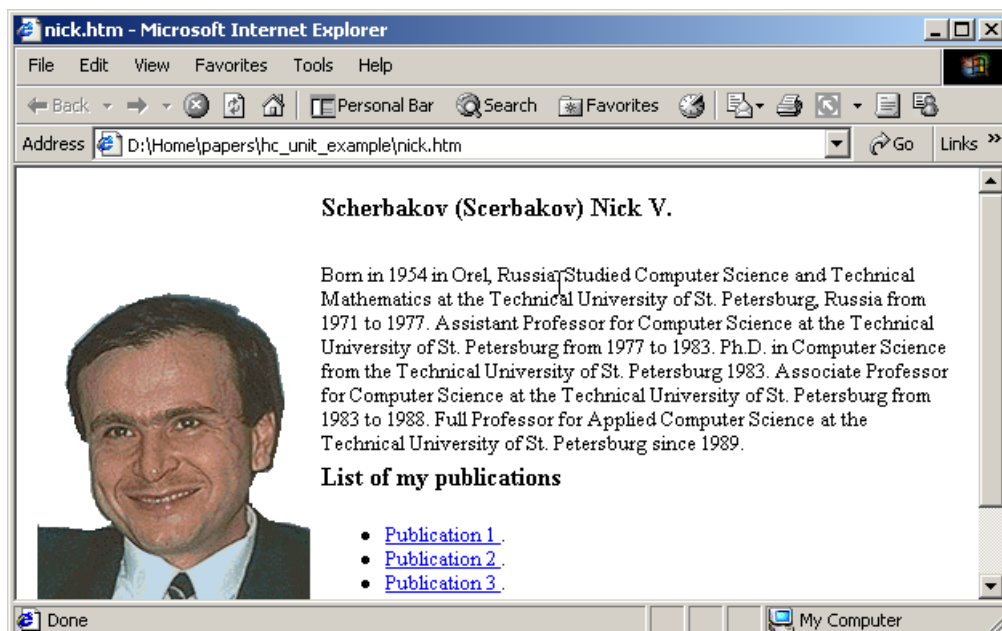 nick.htm - Microsoft Internet Explorer
File Edit View Favorites Tools Help
Back Personal Bar Search Favorites
Address D:\Home\papers\hc_unit_example\nick.htm Go Links »
Scherbakov (Scerbakov) Nick V.
Born in 1954 in Orel, Russia. Studied Computer Science and Technical
Mathematics at the Technical University of St. Petersburg, Russia from
1971 to 1977. Assistant Professor for Computer Science at the Technical
University of St. Petersburg from 1977 to 1983. Ph.D. in Computer Science
from the Technical University of St. Petersburg 1983. Associate Professor
for Computer Science at the Technical University of St. Petersburg from
1983 to 1988. Full Professor for Applied Computer Science at the
Technical University of St. Petersburg since 1989.
List of my publications
• Publication 1 .
• Publication 2 .
• Publication 3 .
Done My Computer